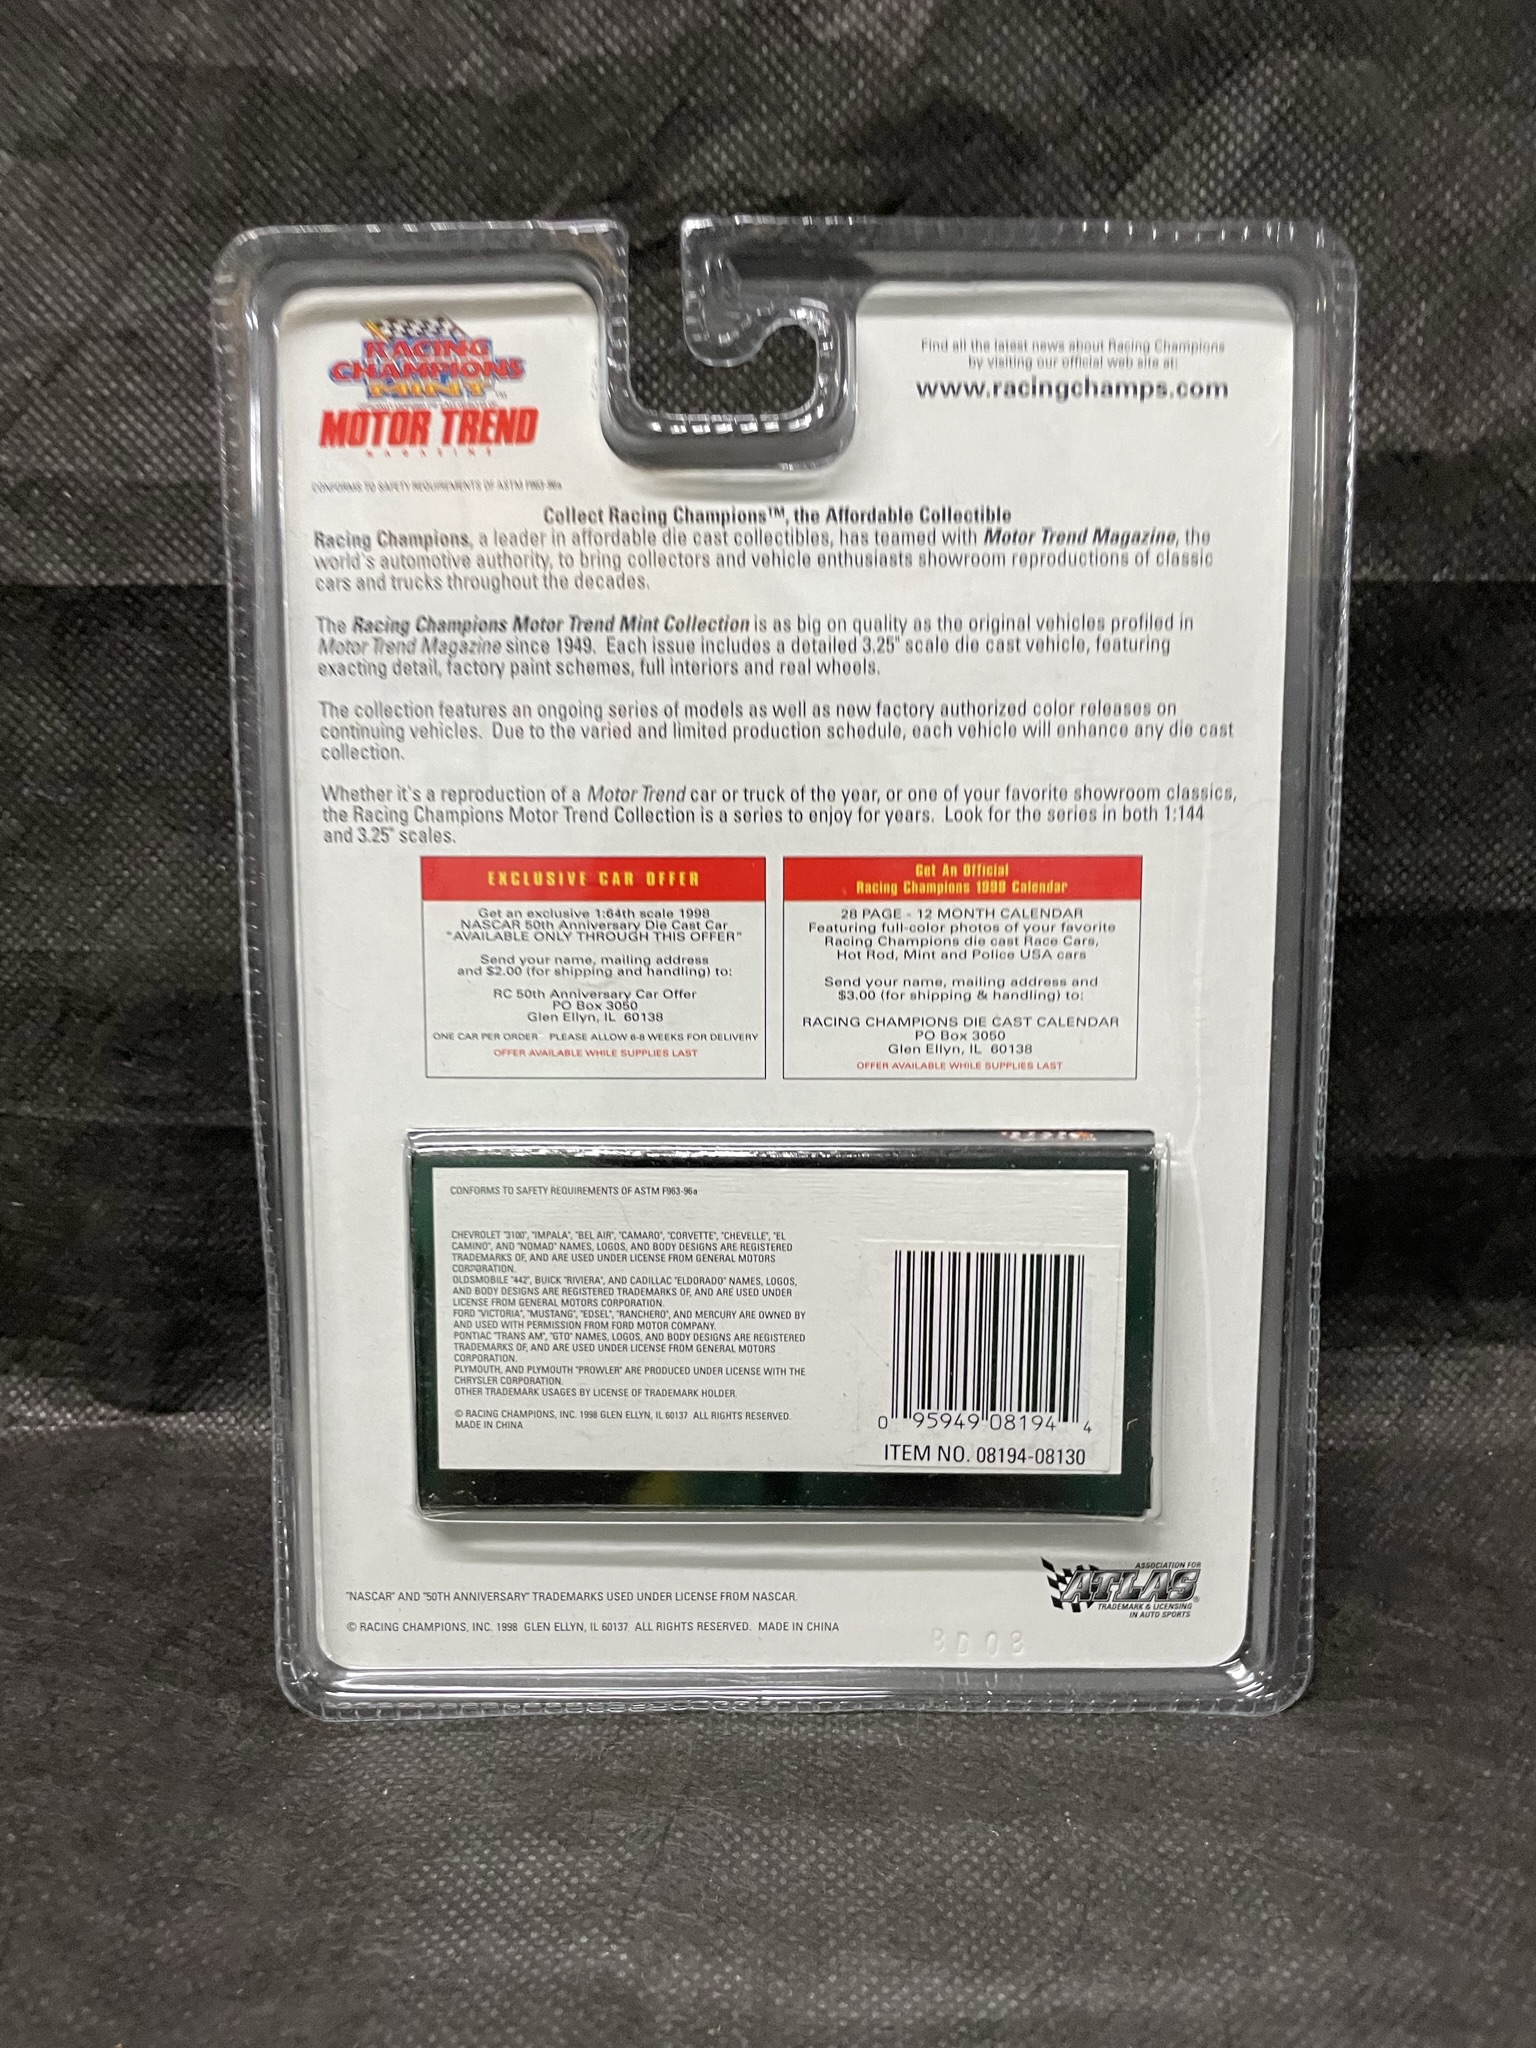 RACING
CHAMPIONS
MINT™
MOTOR TREND
MAGAZINE
CONFORMS TO SAFETY REQUIREMENTS OF ASTM F963-96a
Find all the latest news about Racing Champions
by visiting our official web site at:
www.racingchamps.com
Collect Racing Champions™, the Affordable Collectible
Racing Champions, a leader in affordable die cast collectibles, has teamed with Motor Trend Magazine, the
world's automotive authority, to bring collectors and vehicle enthusiasts showroom reproductions of classic
cars and trucks throughout the decades.
The Racing Champions Motor Trend Mint Collection is as big on quality as the original vehicles profiled in
Motor Trend Magazine since 1949. Each issue includes a detailed 3.25" scale die cast vehicle, featuring
exacting detail, factory paint schemes, full interiors and real wheels.
The collection features an ongoing series of models as well as new factory authorized color releases on
continuing vehicles. Due to the varied and limited production schedule, each vehicle will enhance any die cast
collection.
Whether it's a reproduction of a Motor Trend car or truck of the year, or one of your favorite showroom classics,
the Racing Champions Motor Trend Collection is a series to enjoy for years. Look for the series in both 1:144
and 3.25" scales.
EXCLUSIVE CAR OFFER
Get an exclusive 1:64th scale 1998
NASCAR 50th Anniversary Die Cast Car
"AVAILABLE ONLY THROUGH THIS OFFER"
Send your name, mailing address
and $2.00 (for shipping and handling) to:
RC 50th Anniversary Car Offer
PO Box 3050
Glen Ellyn, IL 60138
ONE CAR PER ORDER PLEASE ALLOW 6-8 WEEKS FOR DELIVERY
OFFER AVAILABLE WHILE SUPPLIES LAST
Get An Official
Racing Champions 1998 Calendar
28 PAGE - 12 MONTH CALENDAR
Featuring full-color photos of your favorite
Racing Champions die cast Race Cars,
Hot Rod, Mint and Police USA cars
Send your name, mailing address and
$3.00 (for shipping & handling) to:
RACING CHAMPIONS DIE CAST CALENDAR
PO Box 3050
Glen Ellyn, IL 60138
OFFER AVAILABLE WHILE SUPPLIES LAST
CONFORMS TO SAFETY REQUIREMENTS OF ASTM F963-96a
CHEVROLET "3100", "IMPALA", "BEL AIR", "CAMARO", "CORVETTE", "CHEVELLE", "EL
CAMINO", AND "NOMAD" NAMES, LOGOS, AND BODY DESIGNS ARE REGISTERED
TRADEMARKS OF, AND ARE USED UNDER LICENSE FROM GENERAL MOTORS
CORPORATION.
OLDSMOBILE "442", BUICK "RIVIERA", AND CADILLAC "ELDORADO" NAMES, LOGOS,
AND BODY DESIGNS ARE REGISTERED TRADEMARKS OF, AND ARE USED UNDER
LICENSE FROM GENERAL MOTORS CORPORATION.
FORD "VICTORIA", "MUSTANG", "EDSEL", "RANCHERO", AND MERCURY ARE OWNED BY
AND USED WITH PERMISSION FROM FORD MOTOR COMPANY.
PONTIAC "TRANS AM", "GTO" NAMES, LOGOS, AND BODY DESIGNS ARE REGISTERED
TRADEMARKS OF, AND ARE USED UNDER LICENSE FROM GENERAL MOTORS
CORPORATION.
PLYMOUTH, AND PLYMOUTH "PROWLER" ARE PRODUCED UNDER LICENSE WITH THE
CHRYSLER CORPORATION.
OTHER TRADEMARK USAGES BY LICENSE OF TRADEMARK HOLDER.
© RACING CHAMPIONS, INC. 1998 GLEN ELLYN, IL 60137 ALL RIGHTS RESERVED.
MADE IN CHINA
0 95949 08194 4
ITEM NO. 08194-08130
"NASCAR" AND "50TH ANNIVERSARY" TRADEMARKS USED UNDER LICENSE FROM NASCAR.
© RACING CHAMPIONS, INC. 1998 GLEN ELLYN, IL 60137 ALL RIGHTS RESERVED. MADE IN CHINA
ASSOCIATION FOR
ATLAS®
TRADEMARK & LICENSING
IN AUTO SPORTS